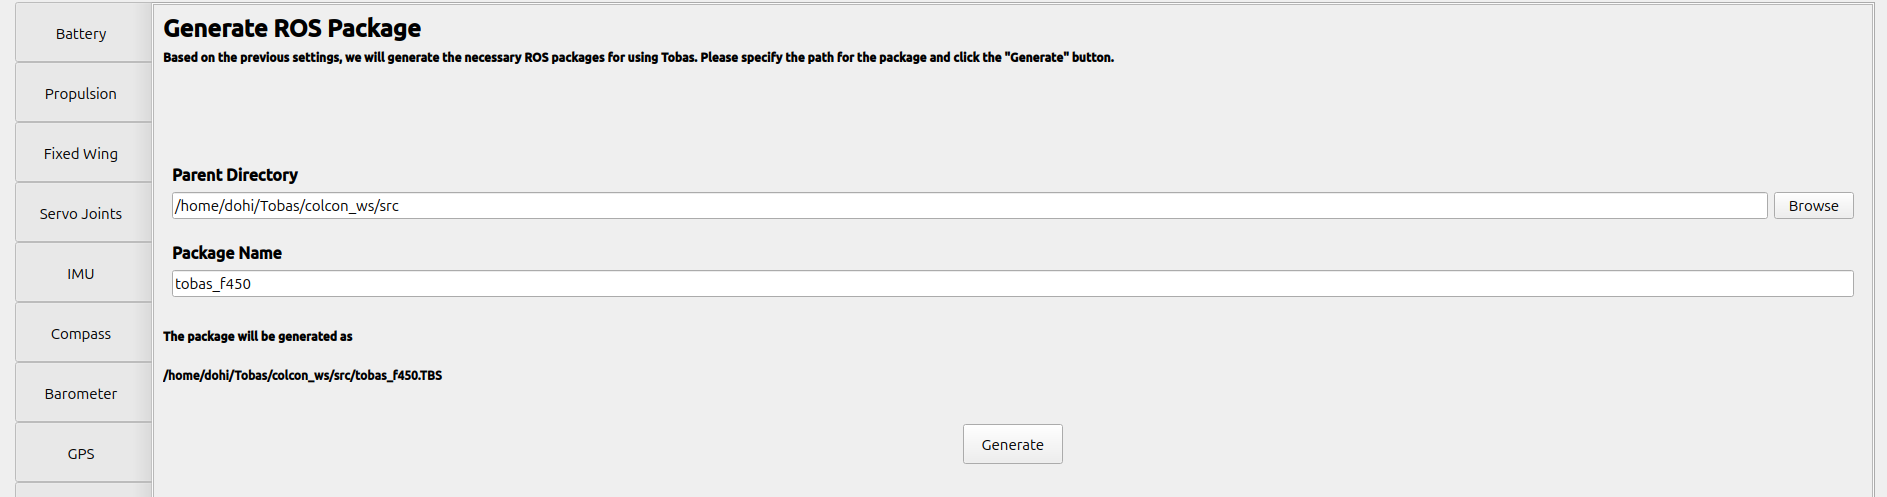 Battery
Propulsion
Fixed Wing
Servo Joints
IMU
Compass
Barometer
GPS
Generate ROS Package
Based on the previous settings, we will generate the necessary ROS packages for using Tobas. Please specify the path for the package and click the "Generate" button.
Parent Directory
/home/dohi/Tobas/colcon_ws/src Browse
Package Name
tobas_f450
The package will be generated as
/home/dohi/Tobas/colcon_ws/src/tobas_f450.TBS
Generate